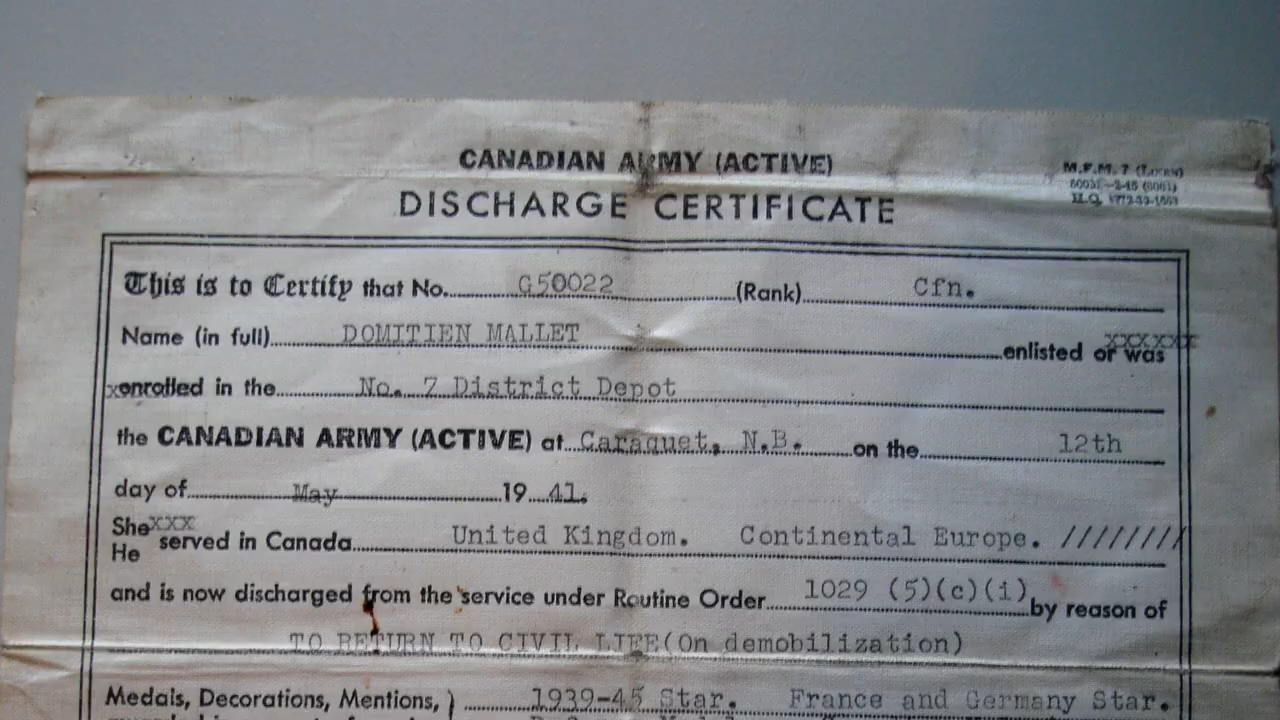 CANADIAN ARMY (ACTIVE)
M.F.M. 7
DISCHARGE CERTIFICATE
This is to Certify that No. G50022 (Rank) Cfn.
Name (in full) DOMITIEN MALLET enlisted or was
enrolled in the No. 7 District Depot
the CANADIAN ARMY (ACTIVE) at Caraquet, N.B. on the 12th
day of May 19 41.
She xxx
He served in Canada United Kingdom. Continental Europe. ////////
and is now discharged from the service under Routine Order 1029 (5)(c)(i) by reason of
TO RETURN TO CIVIL LIFE(On demobilization)
Medals, Decorations, Mentions, ) 1939-45 Star. France and Germany Star.